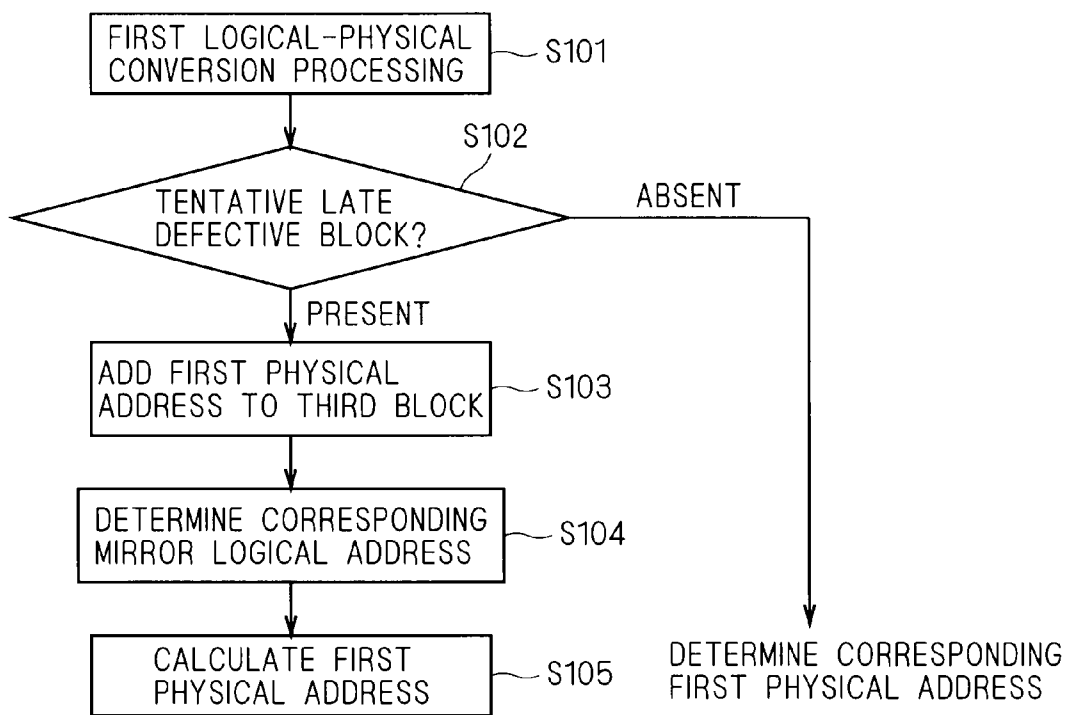 FIRST LOGICAL-PHYSICAL
CONVERSION PROCESSING
S101
S102
TENTATIVE LATE
DEFECTIVE BLOCK?
ABSENT
PRESENT
ADD FIRST PHYSICAL
ADDRESS TO THIRD BLOCK
S103
DETERMINE CORRESPONDING
MIRROR LOGICAL ADDRESS
S104
CALCULATE FIRST
PHYSICAL ADDRESS
S105
DETERMINE CORRESPONDING
FIRST PHYSICAL ADDRESS